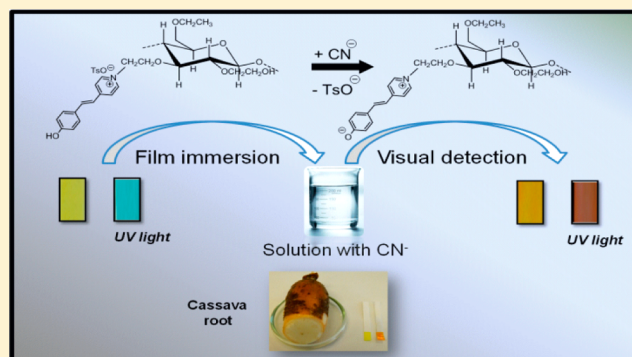 OCH₂CH₃
H
H
O
TsO⊖
N
⊕
CH₂CH₂O
H
H
O
OCH₂CH₂OH
HO
+ CN⊖
- TsO⊖
OCH₂CH₃
H
H
O
N
⊕
CH₂CH₂O
H
H
O
OCH₂CH₂OH
⊖
O
Film immersion
Visual detection
UV light
UV light
Solution with CN-
Cassava
root